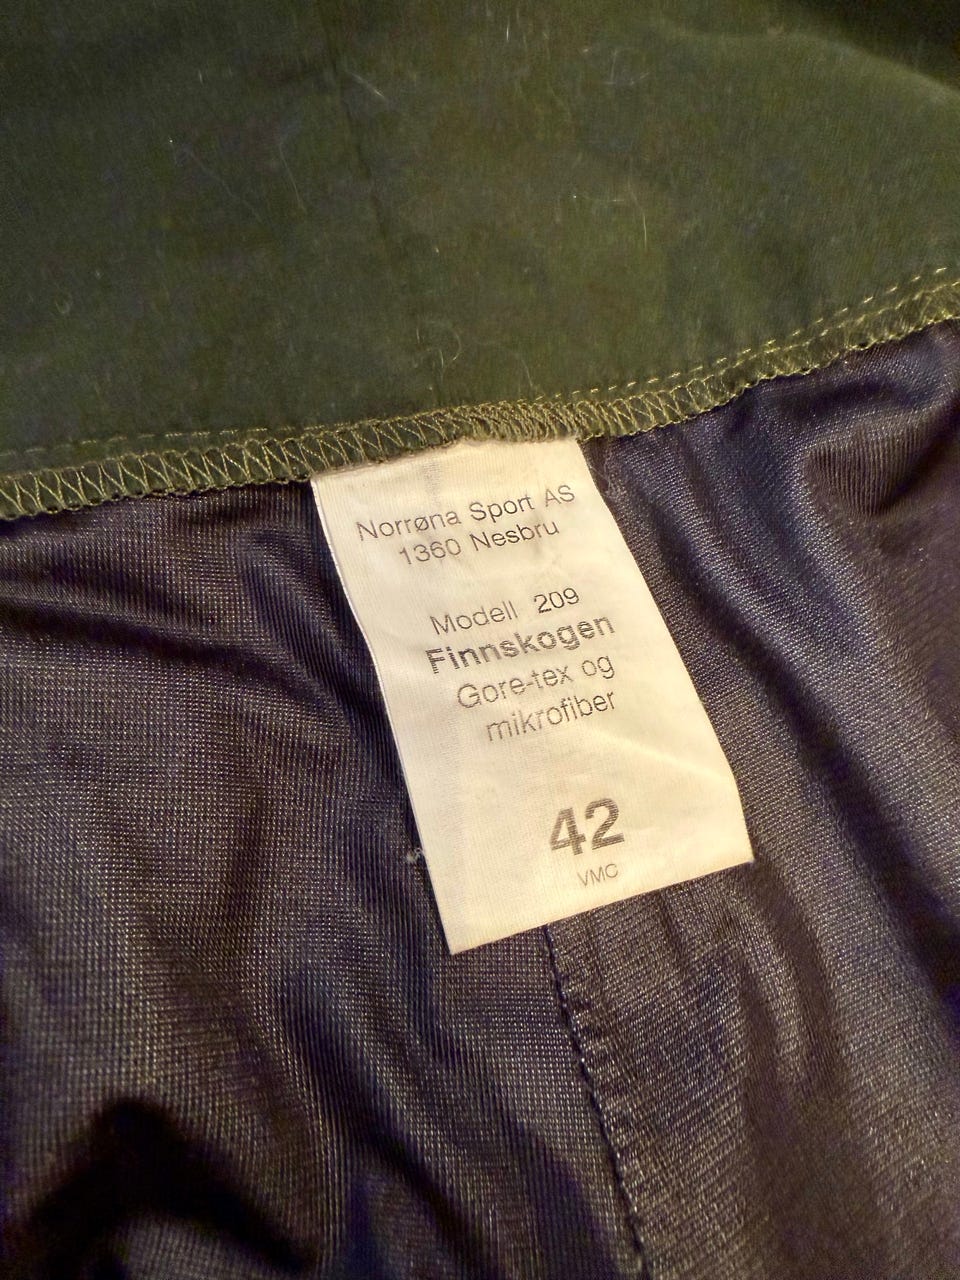 Norrøna Sport AS
1360 Nesbru
Modell 209
Finnskogen
Gore-tex og
mikrofiber
42
VMC